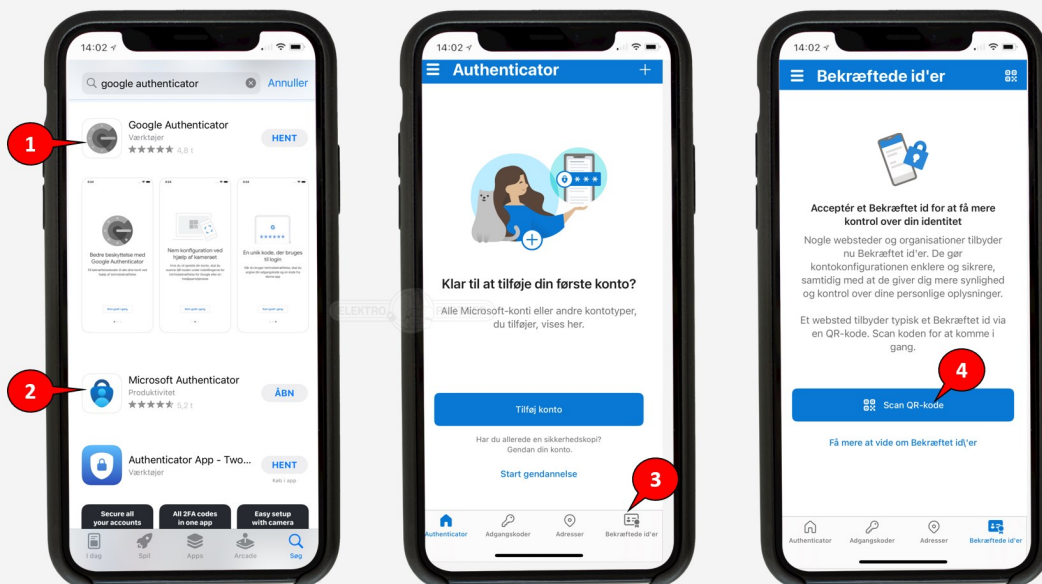 14:02
google authenticator
Annuller
1
Google Authenticator
Værktøjer
4,8 t
HENT
Bedre beskyttelse med
Google Authenticator
Nem konfiguration ved
hjælp af kameraet
En unik kode, der bruges
til login
2
Microsoft Authenticator
Produktivitet
5,2 t
ÅBN
Authenticator App - Two...
Værktøjer
HENT
Køb i app
Secure all
your accounts
All 2FA codes
in one app
Easy setup
with camera
I dag
Spil
Apps
Arcade
Søg
14:02
Authenticator
Klar til at tilføje din første konto?
Alle Microsoft-konti eller andre kontotyper,
du tilføjer, vises her.
Tilføj konto
Har du allerede en sikkerhedskopi?
Gendan din konto.
Start gendannelse
3
Authenticator
Adgangskoder
Adresser
Bekræftede id'er
14:02
Bekræftede id'er
Acceptér et Bekræftet id for at få mere
kontrol over din identitet
Nogle websteder og organisationer tilbyder
nu Bekræftet id'er. De gør
kontokonfigurationen enklere og sikrere,
samtidig med at de giver dig mere synlighed
og kontrol over dine personlige oplysninger.
Et websted tilbyder typisk et Bekræftet id via
en QR-kode. Scan koden for at komme i
gang.
4
Scan QR-kode
Få mere at vide om Bekræftet id\'er
Authenticator
Adgangskoder
Adresser
Bekræftede id'er